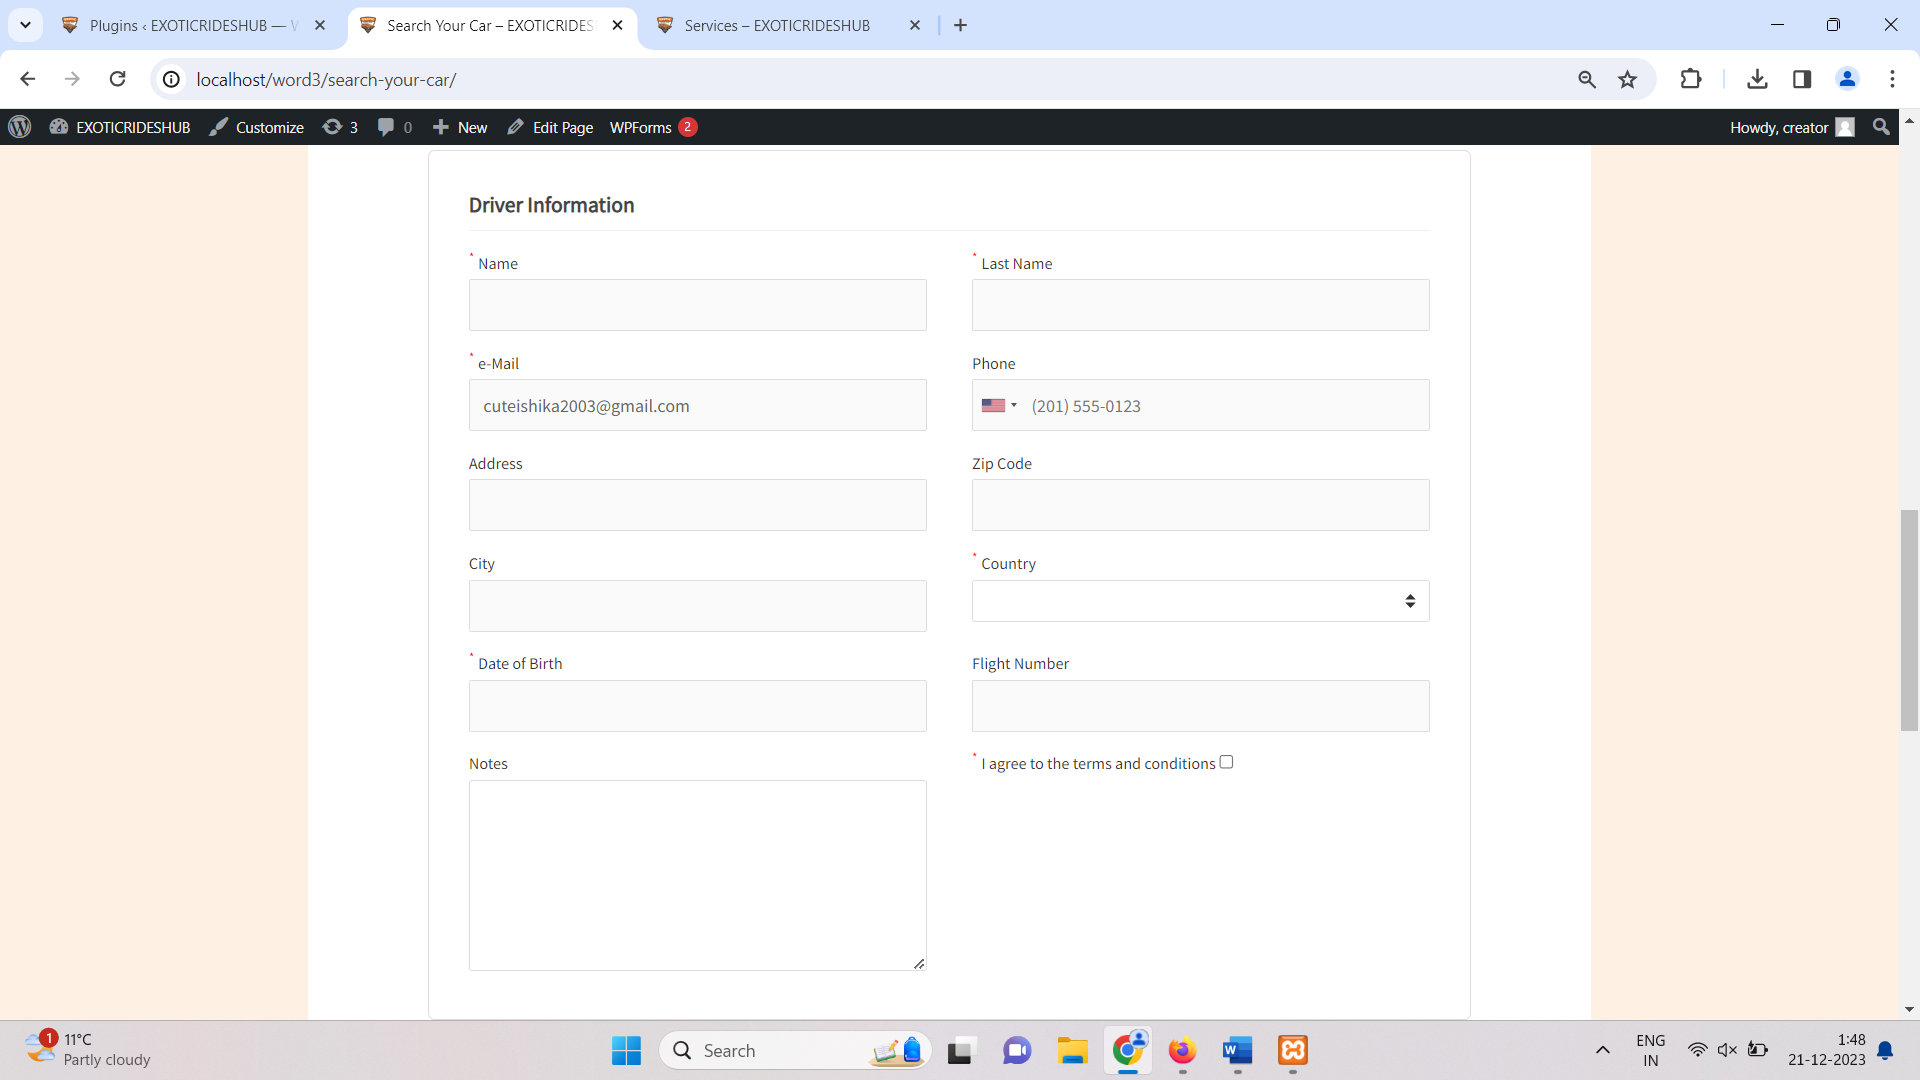 Plugins ‹ EXOTICRIDESHUB — W
Search Your Car – EXOTICRIDES
Services – EXOTICRIDESHUB
localhost/word3/search-your-car/
EXOTICRIDESHUB Customize 3 0 New Edit Page WPForms 2 Howdy, creator
Driver Information
* Name
* Last Name
* e-Mail
Phone
cuteishika2003@gmail.com
(201) 555-0123
Address
Zip Code
City
* Country
* Date of Birth
Flight Number
Notes
* I agree to the terms and conditions
1
11°C
Partly cloudy
Search
ENG
IN
1:48
21-12-2023